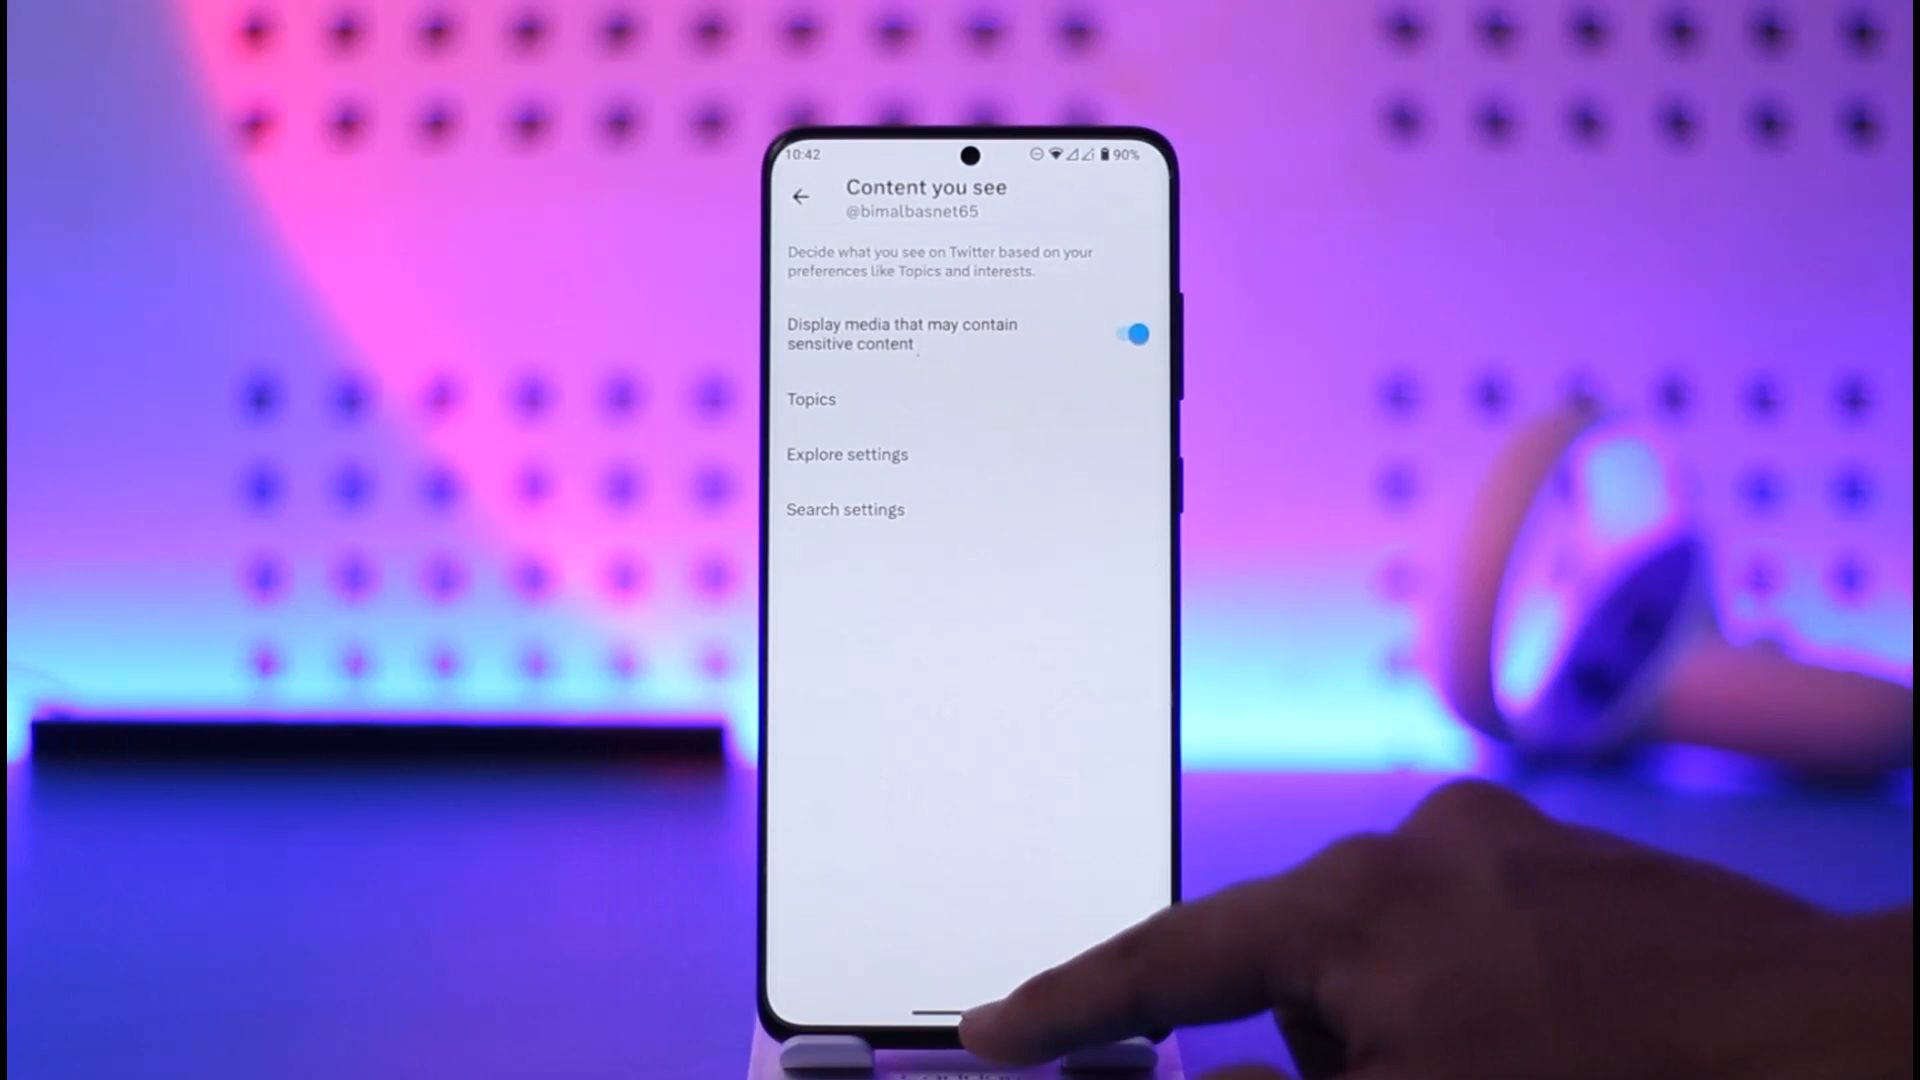 10:42
90%
Content you see
@bimalbasnet65
Decide what you see on Twitter based on your
preferences like Topics and interests.
Display media that may contain
sensitive content
Topics
Explore settings
Search settings